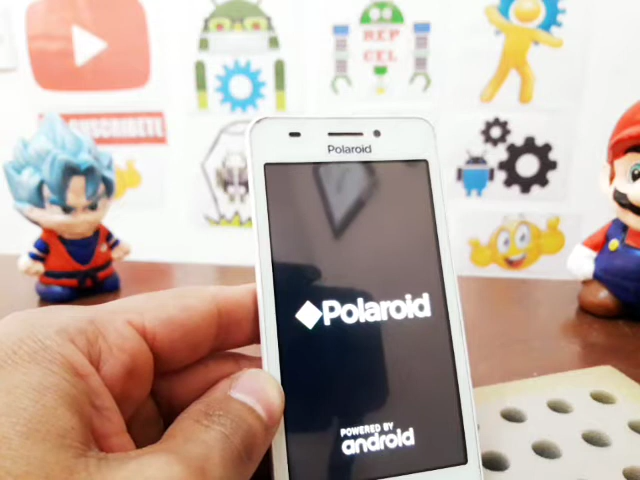 REP
CEL
SUSCRIBETE
Polaroid
Polaroid
POWERED BY
android